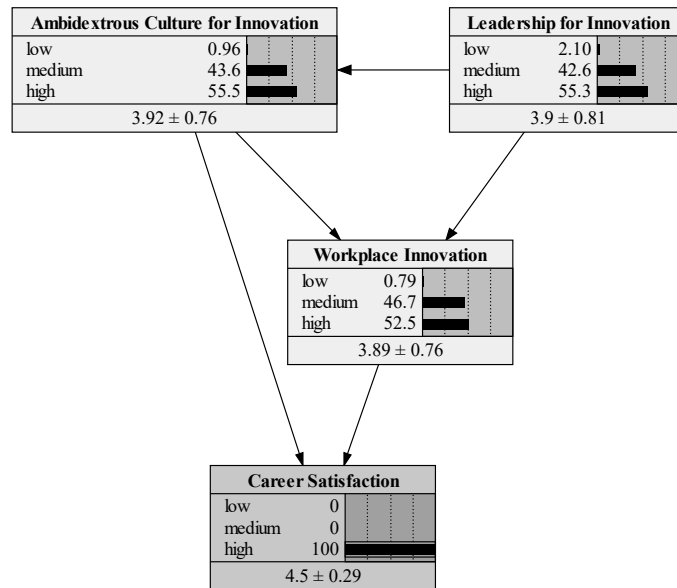 Ambidextrous Culture for Innovation
low 0.96
medium 43.6
high 55.5
3.92 ± 0.76
Leadership for Innovation
low 2.10
medium 42.6
high 55.3
3.9 ± 0.81
Workplace Innovation
low 0.79
medium 46.7
high 52.5
3.89 ± 0.76
Career Satisfaction
low 0
medium 0
high 100
4.5 ± 0.29